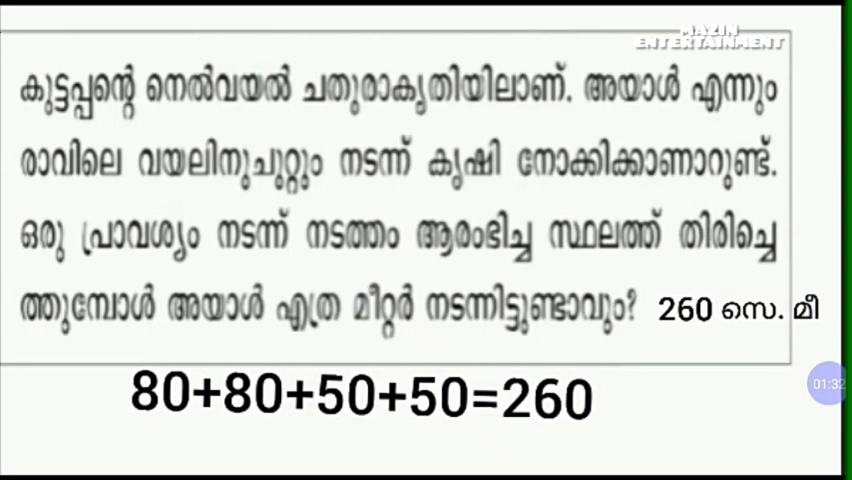 MAZIN
ENTERTAINMENT
കുട്ടപ്പന്റെ നെൽവയൽ ചതുരാകൃതിയിലാണ്. അയാൾ എന്നും
രാവിലെ വയലിനുചുറ്റും നടന്ന് കൃഷി നോക്കിക്കാണാറുണ്ട്.
ഒരു പ്രാവശ്യം നടന്ന് നടത്തം ആരംഭിച്ച സ്ഥലത്ത് തിരിച്ചെ
ത്തുമ്പോൾ അയാൾ എത്ര മീറ്റർ നടന്നിട്ടുണ്ടാവും? 260 സെ. മീ
80+80+50+50=260
01:32